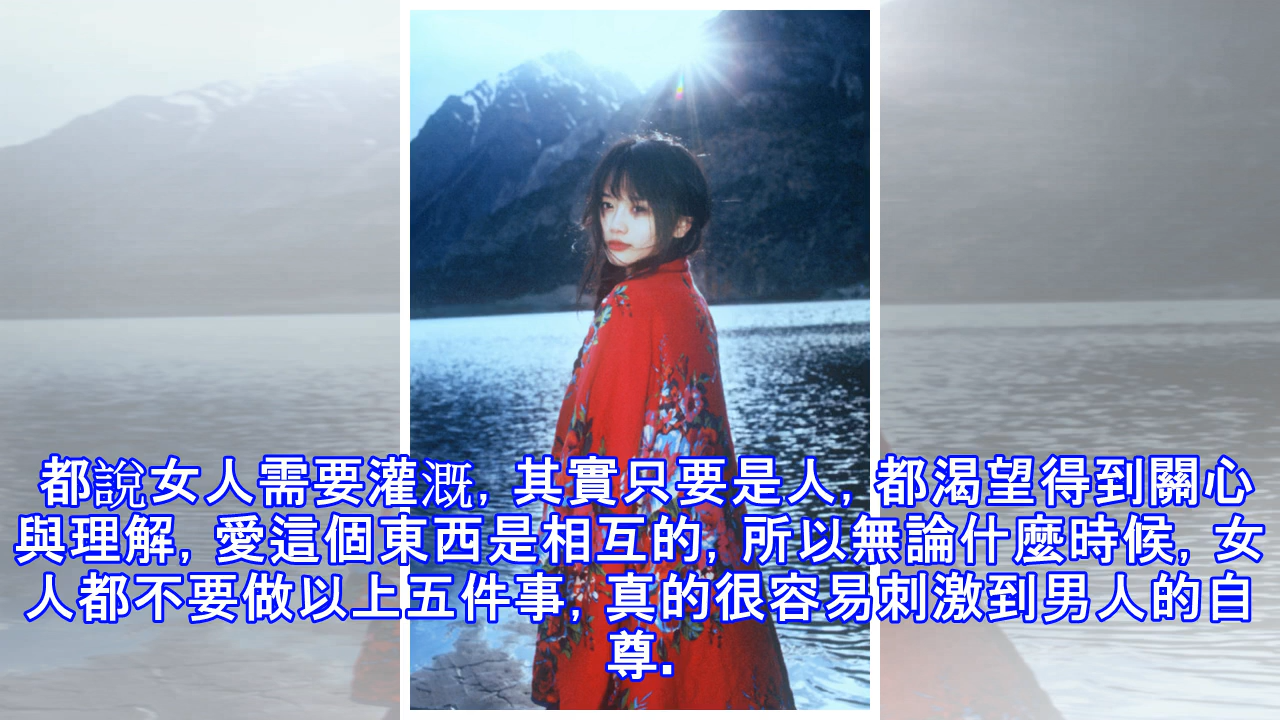 都說女人需要灌溉, 其實只要是人, 都渴望得到關心
與理解, 愛這個東西是相互的, 所以無論什麼時候, 女
人都不要做以上五件事, 真的很容易刺激到男人的自
尊.